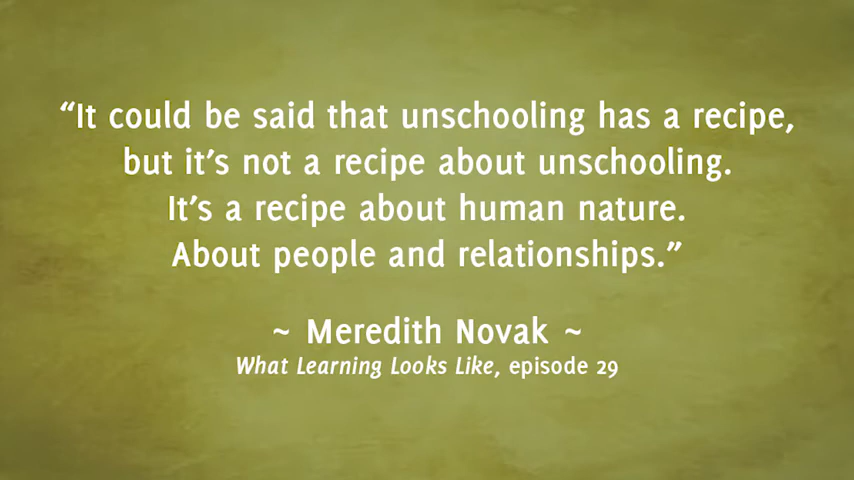 “It could be said that unschooling has a recipe,
but it’s not a recipe about unschooling.
It’s a recipe about human nature.
About people and relationships.”
~ Meredith Novak ~
What Learning Looks Like, episode 29